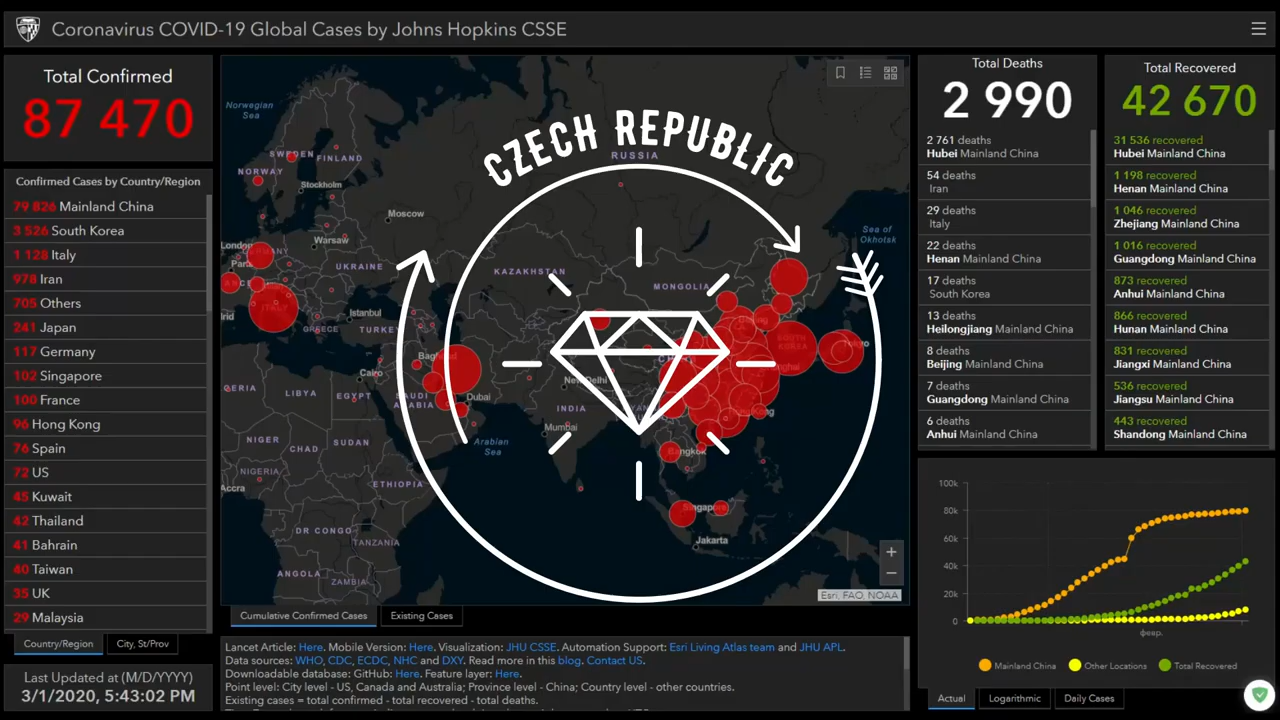 Coronavirus COVID-19 Global Cases by Johns Hopkins CSSE
Total Confirmed
87 470
Confirmed Cases by Country/Region
79 826 Mainland China
3 526 South Korea
1 128 Italy
978 Iran
705 Others
241 Japan
117 Germany
102 Singapore
100 France
96 Hong Kong
76 Spain
72 US
45 Kuwait
42 Thailand
41 Bahrain
40 Taiwan
35 UK
29 Malaysia
Country/Region
City, St/Prov
Last Updated at (M/D/YYYY)
3/1/2020, 5:43:02 PM
CZECH REPUBLIC
Norwegian
Sea
SWEDEN
FINLAND
NORWAY
RUSSIA
Stockholm
Moscow
Sea of
Okhotsk
London
Warsaw
UKRAINE
KAZAKHSTAN
MONGOLIA
ITALY
Istanbul
GREECE
TURKEY
SOUTH
KOREA
Cairo
LIBYA
EGYPT
SAUDI
ARABIA
Dubai
New Delhi
INDIA
Mumbai
Arabian
Sea
NIGER
CHAD
SUDAN
NIGERIA
Accra
ETHIOPIA
Bangkok
Singapore
DR CONGO
TANZANIA
Jakarta
ANGOLA
ZAMBIA
+
−
Esri, FAO, NOAA
Cumulative Confirmed Cases
Existing Cases
Lancet Article: Here. Mobile Version: Here. Visualization: JHU CSSE. Automation Support: Esri Living Atlas team and JHU APL.
Data sources: WHO, CDC, ECDC, NHC and DXY. Read more in this blog. Contact US.
Downloadable database: GitHub: Here. Feature layer: Here.
Point level: City level - US, Canada and Australia; Province level - China; Country level - other countries.
Existing cases = total confirmed - total recovered - total deaths.
Total Deaths
2 990
2 761 deaths
Hubei Mainland China
54 deaths
Iran
29 deaths
Italy
22 deaths
Henan Mainland China
17 deaths
South Korea
13 deaths
Heilongjiang Mainland China
8 deaths
Beijing Mainland China
7 deaths
Guangdong Mainland China
6 deaths
Anhui Mainland China
Total Recovered
42 670
31 536 recovered
Hubei Mainland China
1 198 recovered
Henan Mainland China
1 046 recovered
Zhejiang Mainland China
1 016 recovered
Guangdong Mainland China
873 recovered
Anhui Mainland China
866 recovered
Hunan Mainland China
831 recovered
Jiangxi Mainland China
536 recovered
Jiangsu Mainland China
443 recovered
Shandong Mainland China
100k
80k
60k
40k
20k
0
февр.
Mainland China
Other Locations
Total Recovered
Actual
Logarithmic
Daily Cases